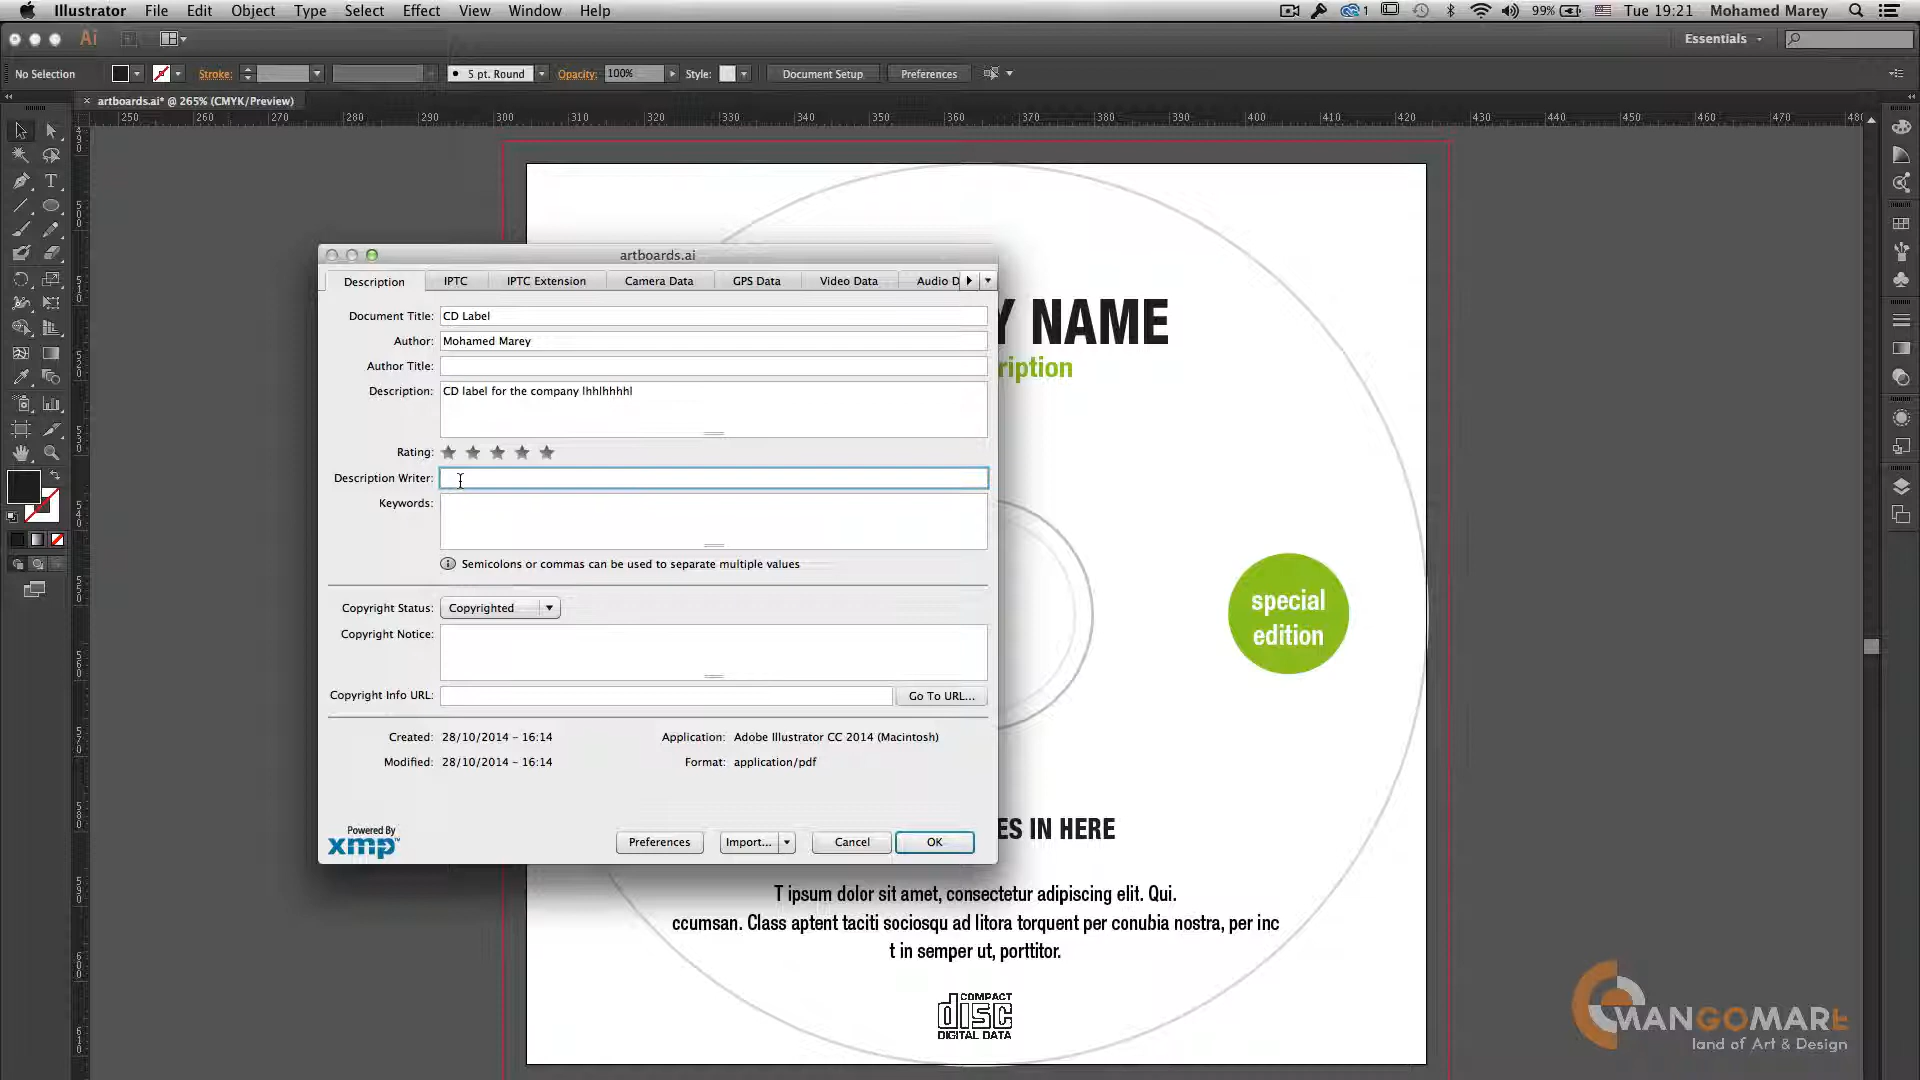 Illustrator File Edit Object Type Select Effect View Window Help
1 99% Tue 19:21 Mohamed Marey
Ai Essentials
No Selection Stroke: 5 pt. Round Opacity: 100% Style: Document Setup Preferences
× artboards.ai* @ 265% (CMYK/Preview)
250 260 270 280 290 300 310 320 330 340 350 360 370 380 390 400 410 420 430 440 450 460 470 480
artboards.ai
Description IPTC IPTC Extension Camera Data GPS Data Video Data Audio D
Document Title: CD Label
Author: Mohamed Marey
Author Title:
Description: CD label for the company lhhlhhhhl
Rating:
Description Writer:
Keywords:
Semicolons or commas can be used to separate multiple values
Copyright Status: Copyrighted
Copyright Notice:
Copyright Info URL: Go To URL...
Created: 28/10/2014 - 16:14 Application: Adobe Illustrator CC 2014 (Macintosh)
Modified: 28/10/2014 - 16:14 Format: application/pdf
Powered By
xmp™
Preferences Import... Cancel OK
Y NAME
ription
special
edition
ES IN HERE
T ipsum dolor sit amet, consectetur adipiscing elit. Qui.
ccumsan. Class aptent taciti sociosqu ad litora torquent per conubia nostra, per inc
t in semper ut, porttitor.
COMPACT
disc
DIGITAL DATA
MANGOMART
land of Art & Design